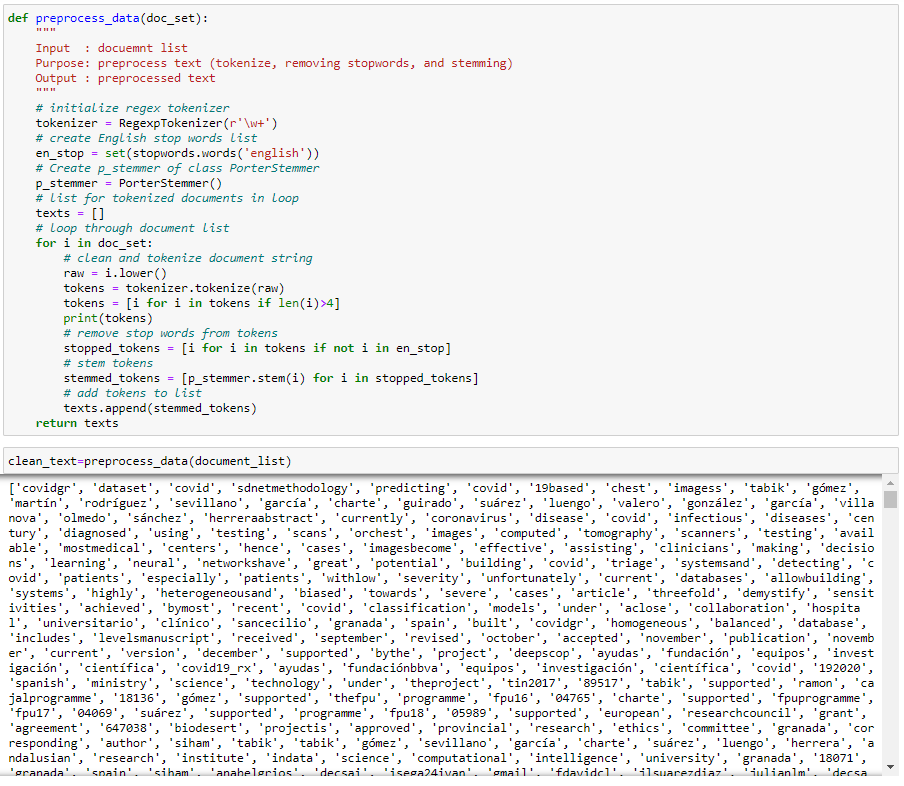 def preprocess_data(doc_set):
    """
    Input  : docuemnt list
    Purpose: preprocess text (tokenize, removing stopwords, and stemming)
    Output : preprocessed text
    """
    # initialize regex tokenizer
    tokenizer = RegexpTokenizer(r'\w+')
    # create English stop words list
    en_stop = set(stopwords.words('english'))
    # Create p_stemmer of class PorterStemmer
    p_stemmer = PorterStemmer()
    # list for tokenized documents in loop
    texts = []
    # loop through document list
    for i in doc_set:
        # clean and tokenize document string
        raw = i.lower()
        tokens = tokenizer.tokenize(raw)
        tokens = [i for i in tokens if len(i)>4]
        print(tokens)
        # remove stop words from tokens
        stopped_tokens = [i for i in tokens if not i in en_stop]
        # stem tokens
        stemmed_tokens = [p_stemmer.stem(i) for i in stopped_tokens]
        # add tokens to list
        texts.append(stemmed_tokens)
    return texts
clean_text=preprocess_data(document_list)
['covidgr', 'dataset', 'covid', 'sdnetmethodology', 'predicting', 'covid', '19based', 'chest', 'imagess', 'tabik', 'gómez',
'martín', 'rodríguez', 'sevillano', 'garcía', 'charte', 'guirado', 'suárez', 'luengo', 'valero', 'gonzález', 'garcía', 'villa
nova', 'olmedo', 'sánchez', 'herreraabstract', 'currently', 'coronavirus', 'disease', 'covid', 'infectious', 'diseases', 'cen
tury', 'diagnosed', 'using', 'testing', 'scans', 'orchest', 'images', 'computed', 'tomography', 'scanners', 'testing', 'avail
able', 'mostmedical', 'centers', 'hence', 'cases', 'imagesbecome', 'effective', 'assisting', 'clinicians', 'making', 'decisio
ns', 'learning', 'neural', 'networkshave', 'great', 'potential', 'building', 'covid', 'triage', 'systemsand', 'detecting', 'c
ovid', 'patients', 'especially', 'patients', 'withlow', 'severity', 'unfortunately', 'current', 'databases', 'allowbuilding',
'systems', 'highly', 'heterogeneousand', 'biased', 'towards', 'severe', 'cases', 'article', 'threefold', 'demystify', 'sensit
ivities', 'achieved', 'bymost', 'recent', 'covid', 'classification', 'models', 'under', 'aclose', 'collaboration', 'hospita
l', 'universitario', 'clínico', 'sancecilio', 'granada', 'spain', 'built', 'covidgr', 'homogeneous', 'balanced', 'database',
'includes', 'levelsmanuscript', 'received', 'september', 'revised', 'october', 'accepted', 'november', 'publication', 'novemb
er', 'current', 'version', 'december', 'supported', 'bythe', 'project', 'deepscop', 'ayudas', 'fundación', 'equipos', 'invest
igación', 'científica', 'covid19_rx', 'ayudas', 'fundaciónbbva', 'equipos', 'investigación', 'científica', 'covid', '192020',
'spanish', 'ministry', 'science', 'technology', 'under', 'theproject', 'tin2017', '89517', 'tabik', 'supported', 'ramon', 'ca
jalprogramme', '18136', 'gómez', 'supported', 'thefpu', 'programme', 'fpu16', '04765', 'charte', 'supported', 'fpuprogramme',
'fpu17', '04069', 'suárez', 'supported', 'programme', 'fpu18', '05989', 'supported', 'european', 'researchcouncil', 'grant',
'agreement', '647038', 'biodesert', 'projectis', 'approved', 'provincial', 'research', 'ethics', 'committee', 'granada', 'cor
responding', 'author', 'siham', 'tabik', 'tabik', 'gómez', 'sevillano', 'garcía', 'charte', 'suárez', 'luengo', 'herrera', 'a
ndalusian', 'research', 'institute', 'indata', 'science', 'computational', 'intelligence', 'university', 'granada', '18071',
'granada', 'spain', 'siham', 'anabelgrios', 'decsai', 'isega24ivan', 'gmail', 'fdavidcl', 'ilsuarezdiaz', 'julianlm', 'decsa